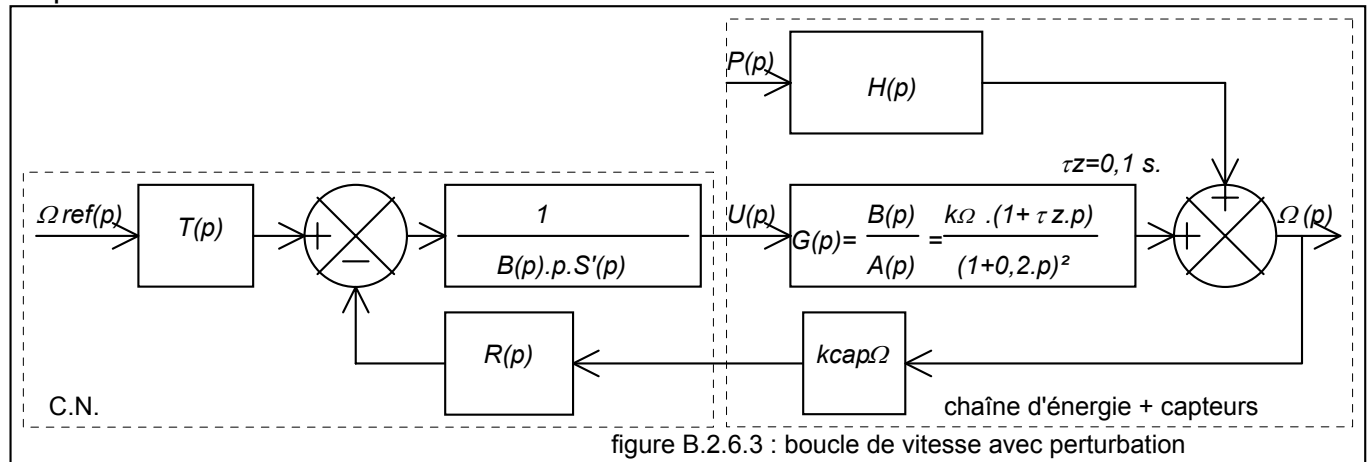 P(p)
H(p)
τz=0,1 s.
Ω ref(p)
T(p)
+
−
1
B(p).p.S'(p)
U(p)
G(p)= B(p) = kΩ .(1+ τ z.p)
A(p) (1+0,2.p)²
+
+
Ω (p)
R(p)
kcapΩ
C.N.
chaîne d'énergie + capteurs
figure B.2.6.3 : boucle de vitesse avec perturbation